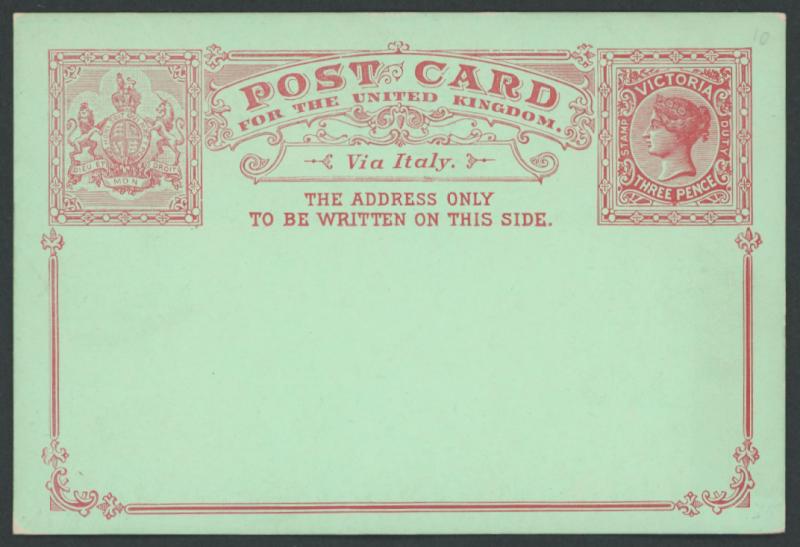 10
POST CARD
FOR THE UNITED KINGDOM.
Via Italy.
THE ADDRESS ONLY
TO BE WRITTEN ON THIS SIDE.
DIEU ET MON DROIT
VICTORIA
STAMP DUTY
THREE PENCE